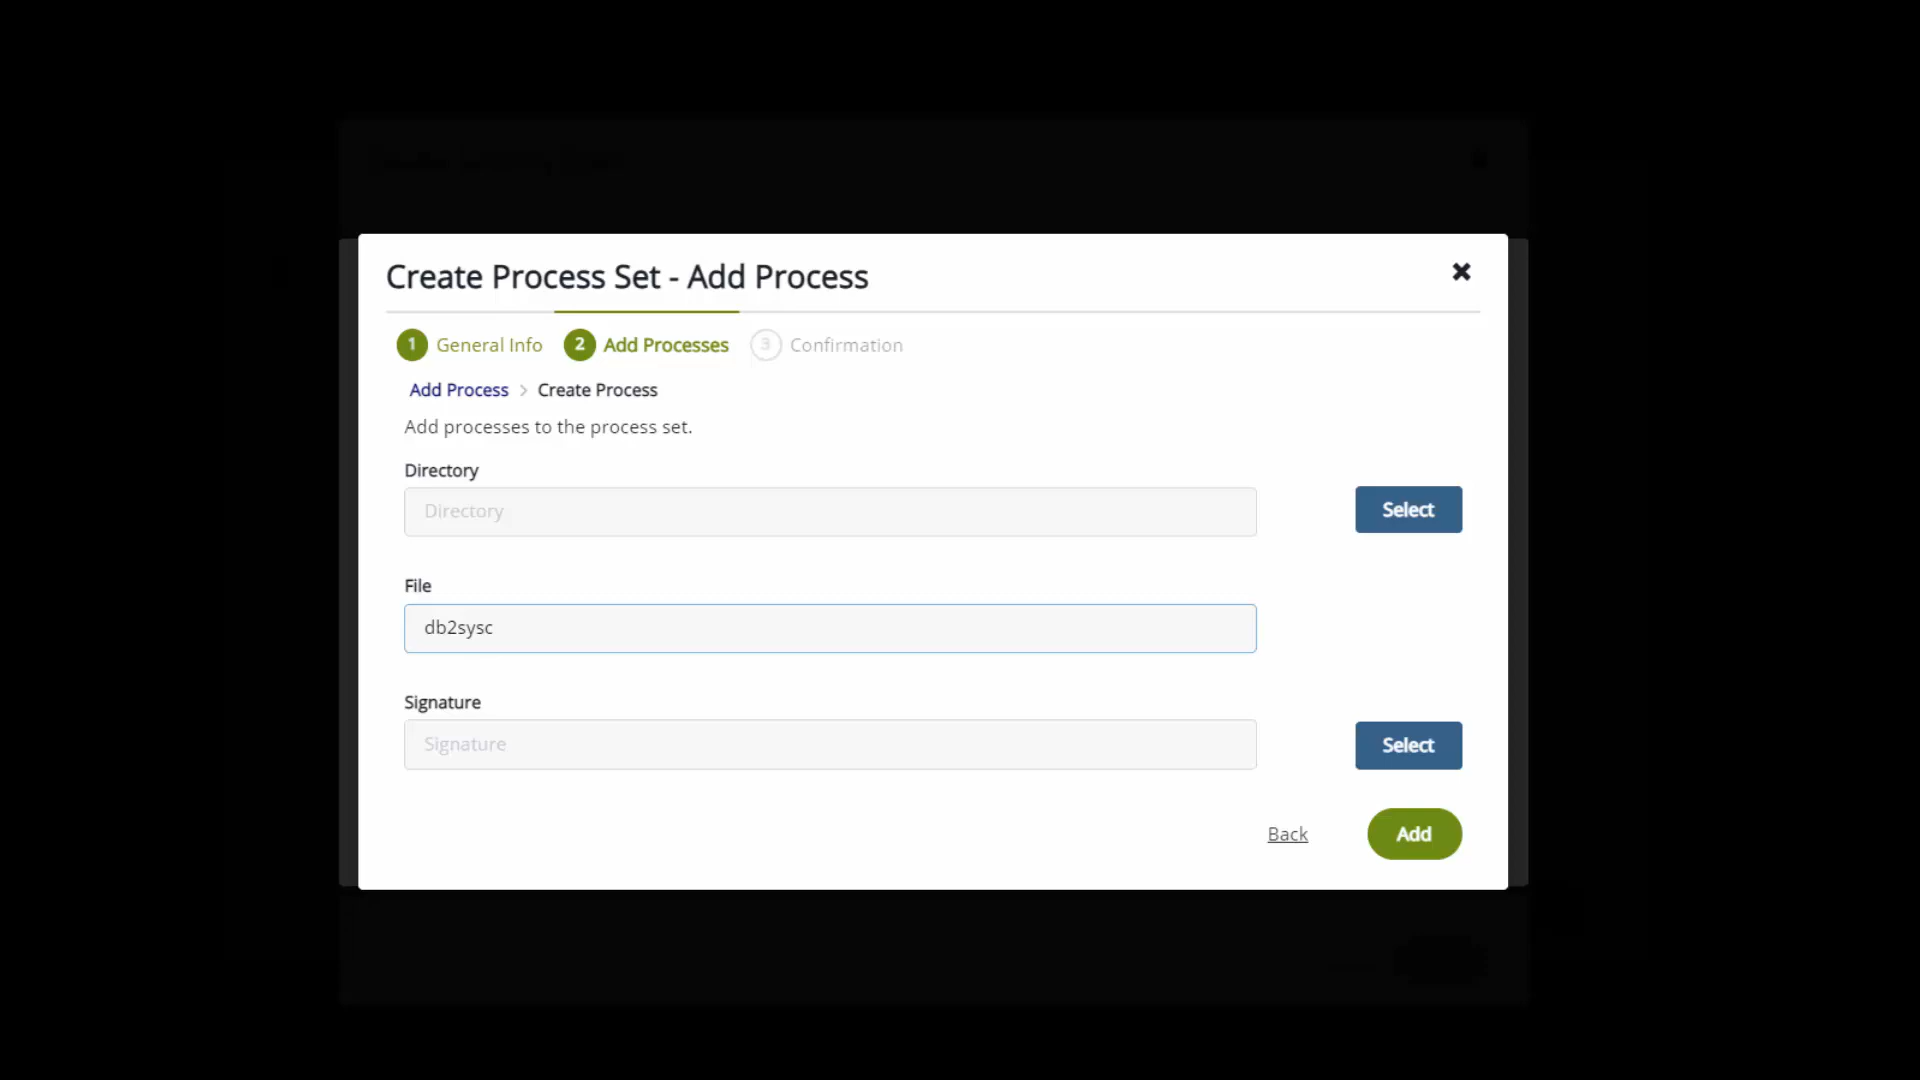 Create Process Set - Add Process
1 General Info 2 Add Processes 3 Confirmation
Add Process > Create Process
Add processes to the process set.
Directory
Directory Select
File
db2sysc
Signature
Signature Select
Back Add